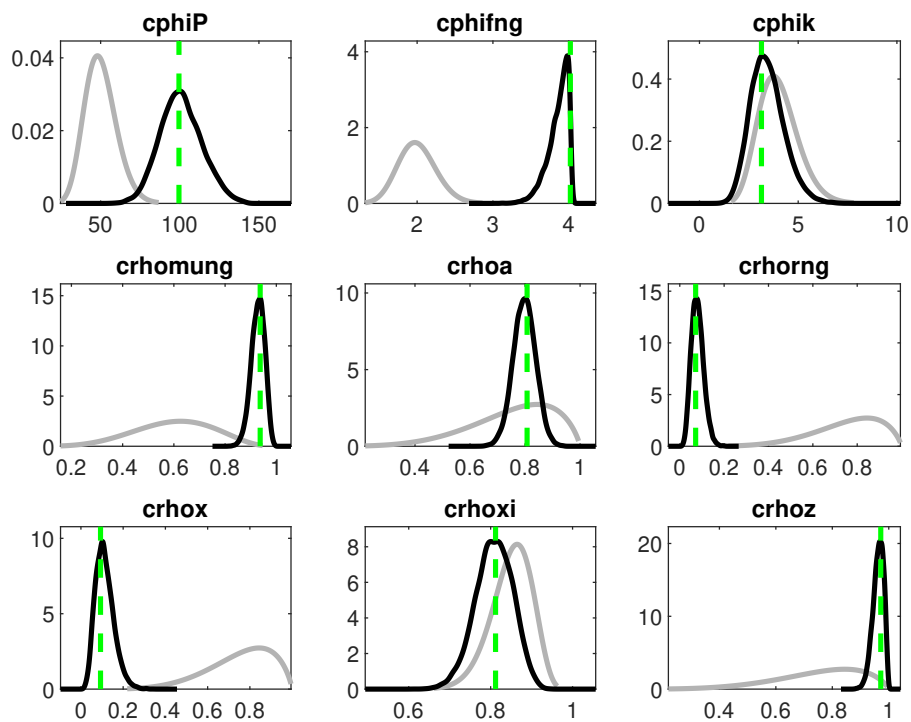 cphiP cphifng cphik
0.04 4 0.4
0.02 2 0.2
0 0 0
50 100 150 2 3 4 0 5 10
crhomung crhoa crhorng
15 10 15
10 10
5 5 5
0 0 0
0.2 0.4 0.6 0.8 1 0.4 0.6 0.8 1 0 0.2 0.4 0.6 0.8
crhox crhoxi crhoz
10 8 20
6
5 4 10
2
0 0 0
0 0.2 0.4 0.6 0.8 0.6 0.8 1 0.4 0.6 0.8 1